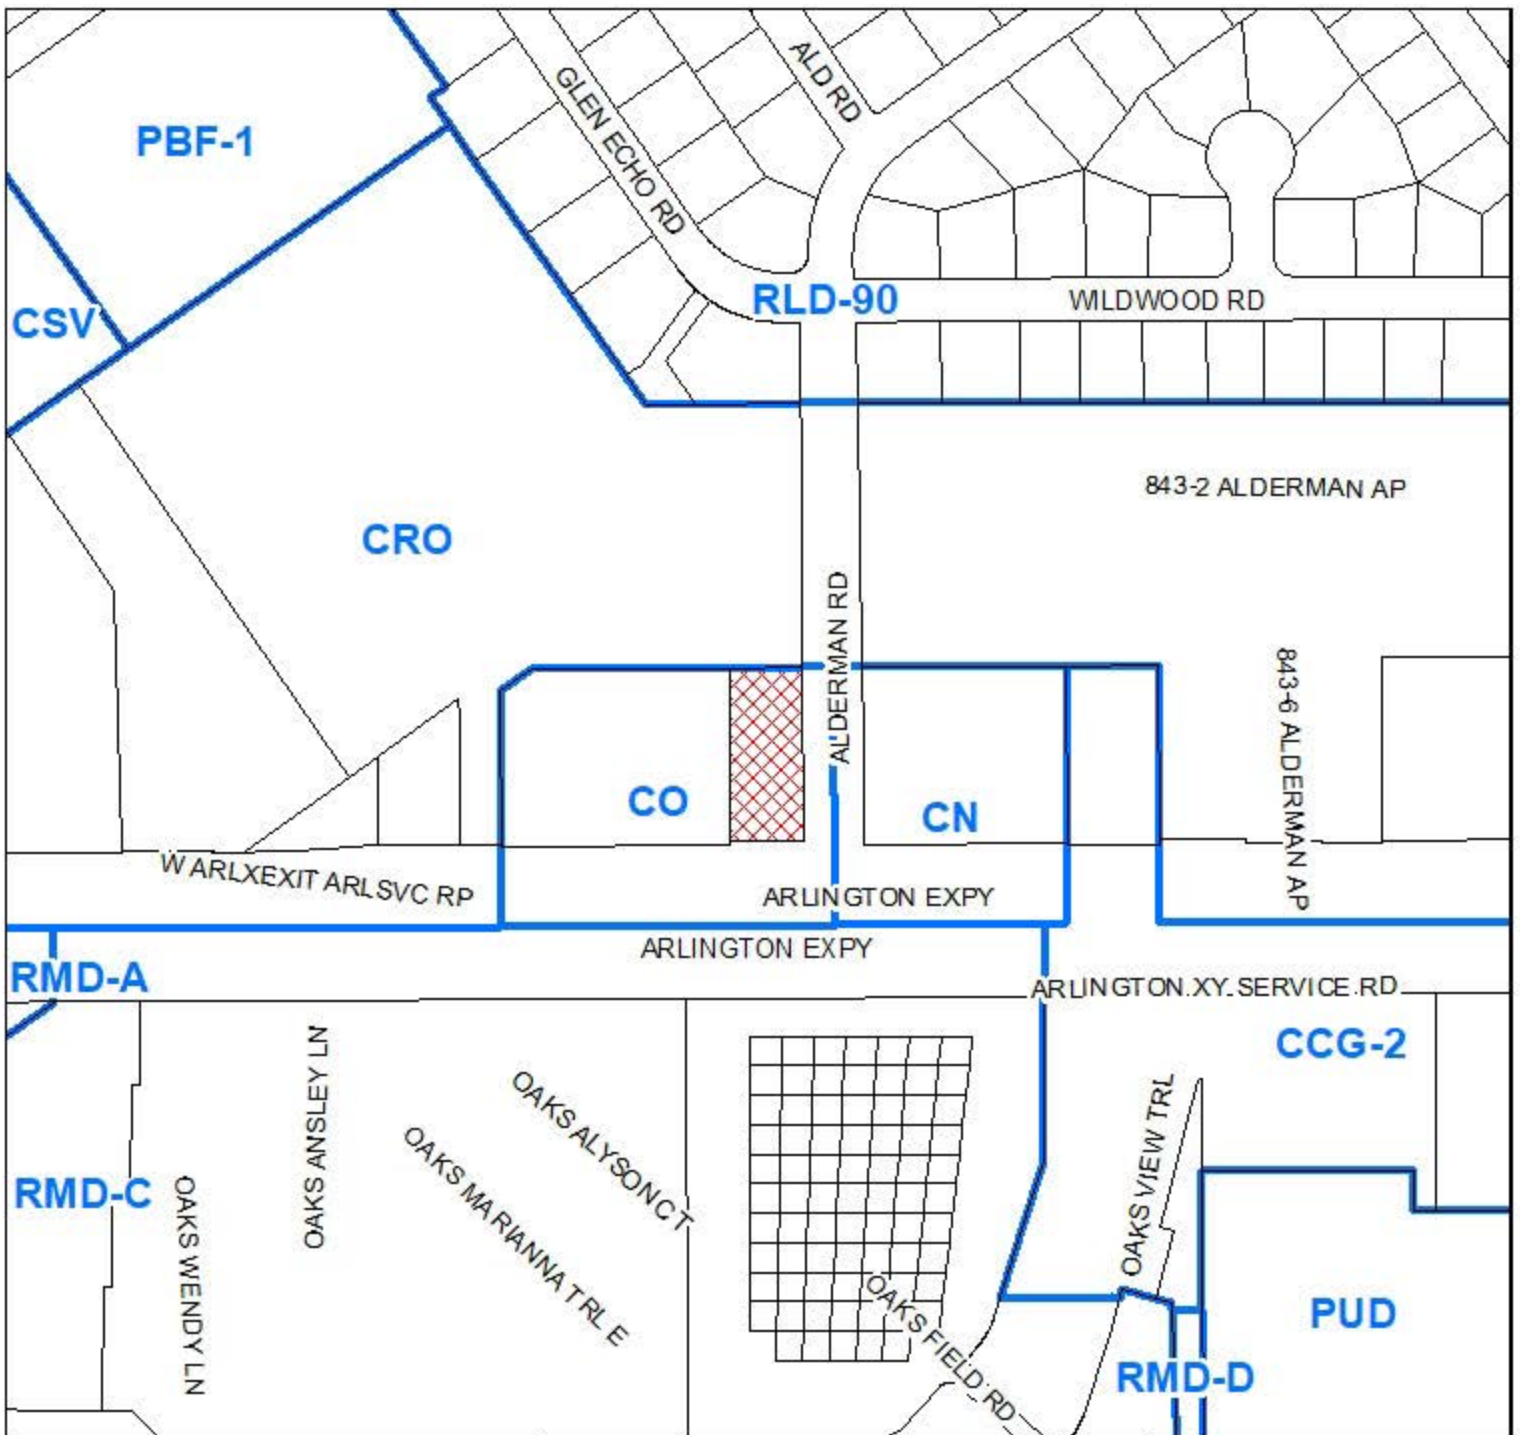 ALD RD
GLEN ECHO RD
PBF-1
RLD-90
WILDWOOD RD
CSV
843-2 ALDERMAN AP
CRO
ALDERMAN RD
843-6 ALDERMAN AP
CO
CN
W ARLXEXIT ARLSVC RP
ARLINGTON EXPY
ARLINGTON EXPY
RMD-A
ARLINGTON XY SERVICE RD
CCG-2
OAKS ANSLEY LN
OAKS ALYSON CT
OAKS MARIANNA TRL E
OAKS VIEW TRL
RMD-C
OAKS WENDY LN
OAKS FIELD RD
PUD
RMD-D